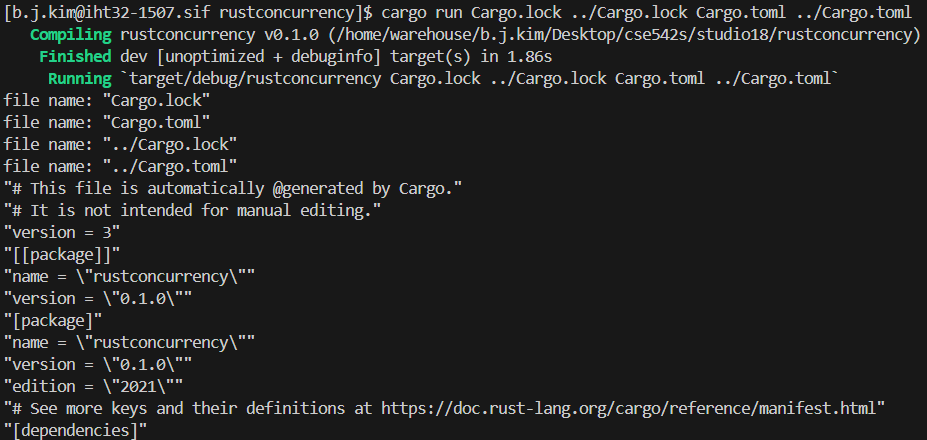 [b.j.kim@iht32-1507.sif rustconcurrency]$ cargo run Cargo.lock ../Cargo.lock Cargo.toml ../Cargo.toml
Compiling rustconcurrency v0.1.0 (/home/warehouse/b.j.kim/Desktop/cse542s/studio18/rustconcurrency)
Finished dev [unoptimized + debuginfo] target(s) in 1.86s
Running `target/debug/rustconcurrency Cargo.lock ../Cargo.lock Cargo.toml ../Cargo.toml`
file name: "Cargo.lock"
file name: "Cargo.toml"
file name: "../Cargo.lock"
file name: "../Cargo.toml"
"# This file is automatically @generated by Cargo."
"# It is not intended for manual editing."
"version = 3"
"[[package]]"
"name = \"rustconcurrency\""
"version = \"0.1.0\""
"[package]"
"name = \"rustconcurrency\""
"version = \"0.1.0\""
"edition = \"2021\""
"# See more keys and their definitions at https://doc.rust-lang.org/cargo/reference/manifest.html"
"[dependencies]"